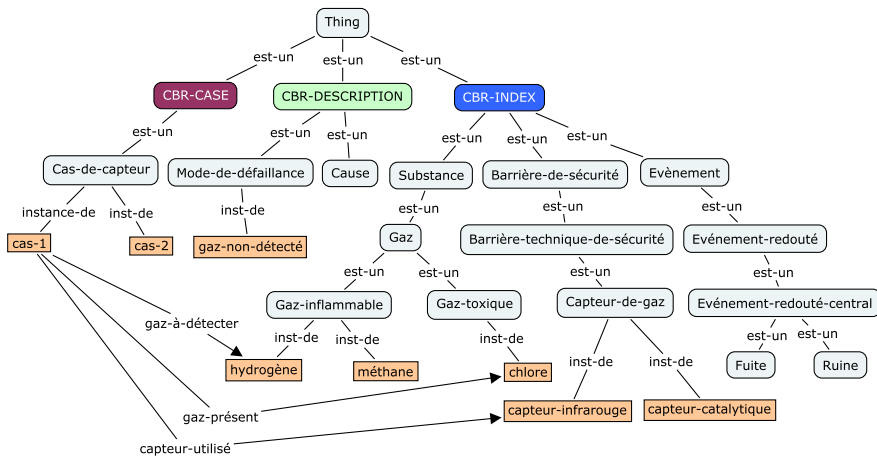 Thing
est-un
est-un
est-un
CBR-CASE
CBR-DESCRIPTION
CBR-INDEX
est-un
est-un
est-un
est-un
est-un
est-un
Cas-de-capteur
Mode-de-défaillance
Cause
Substance
Barrière-de-sécurité
Evènement
instance-de
inst-de
inst-de
est-un
est-un
est-un
cas-1
cas-2
gaz-non-détecté
Gaz
Barrière-technique-de-sécurité
Evénement-redouté
est-un
est-un
est-un
est-un
Gaz-inflammable
Gaz-toxique
Capteur-de-gaz
Evénement-redouté-central
gaz-à-détecter
inst-de
inst-de
inst-de
est-un
est-un
inst-de
inst-de
hydrogène
méthane
chlore
Fuite
Ruine
gaz-présent
capteur-infrarouge
capteur-catalytique
capteur-utilisé